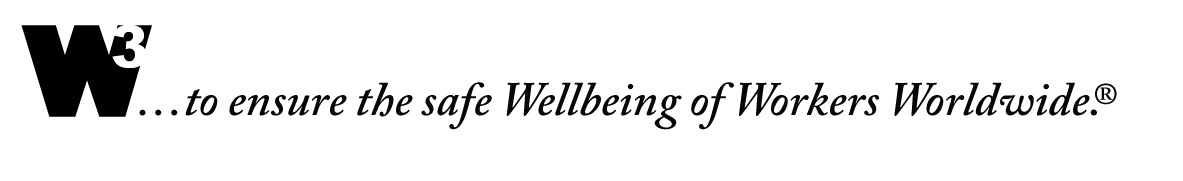 W3
...to ensure the safe Wellbeing of Workers Worldwide.®